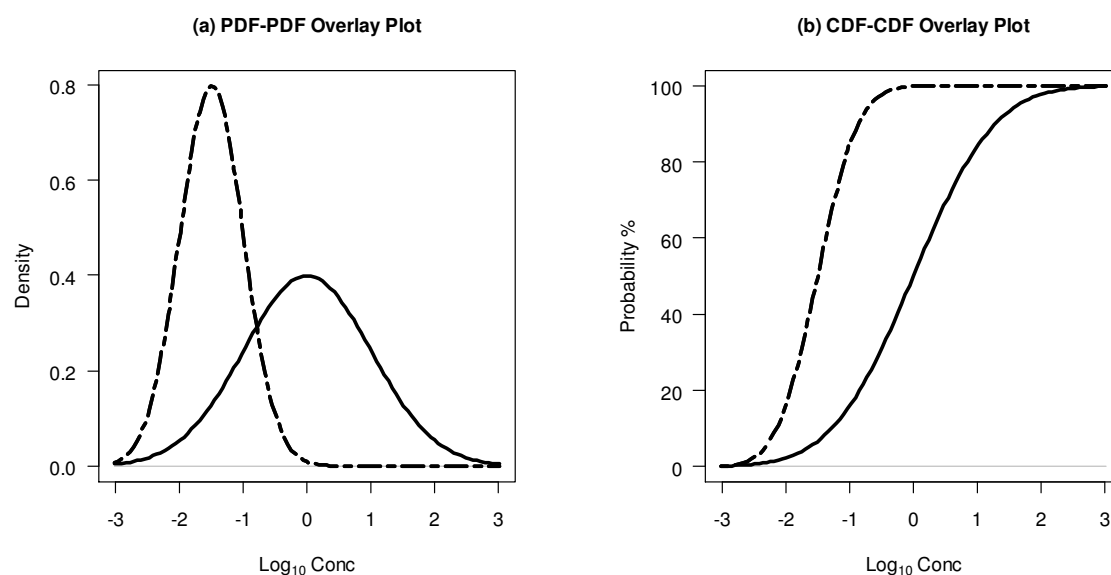 (a) PDF-PDF Overlay Plot
Density
0.8
0.6
0.4
0.2
0.0
-3 -2 -1 0 1 2 3
Log₁₀ Conc
(b) CDF-CDF Overlay Plot
Probability %
100
80
60
40
20
0
-3 -2 -1 0 1 2 3
Log₁₀ Conc